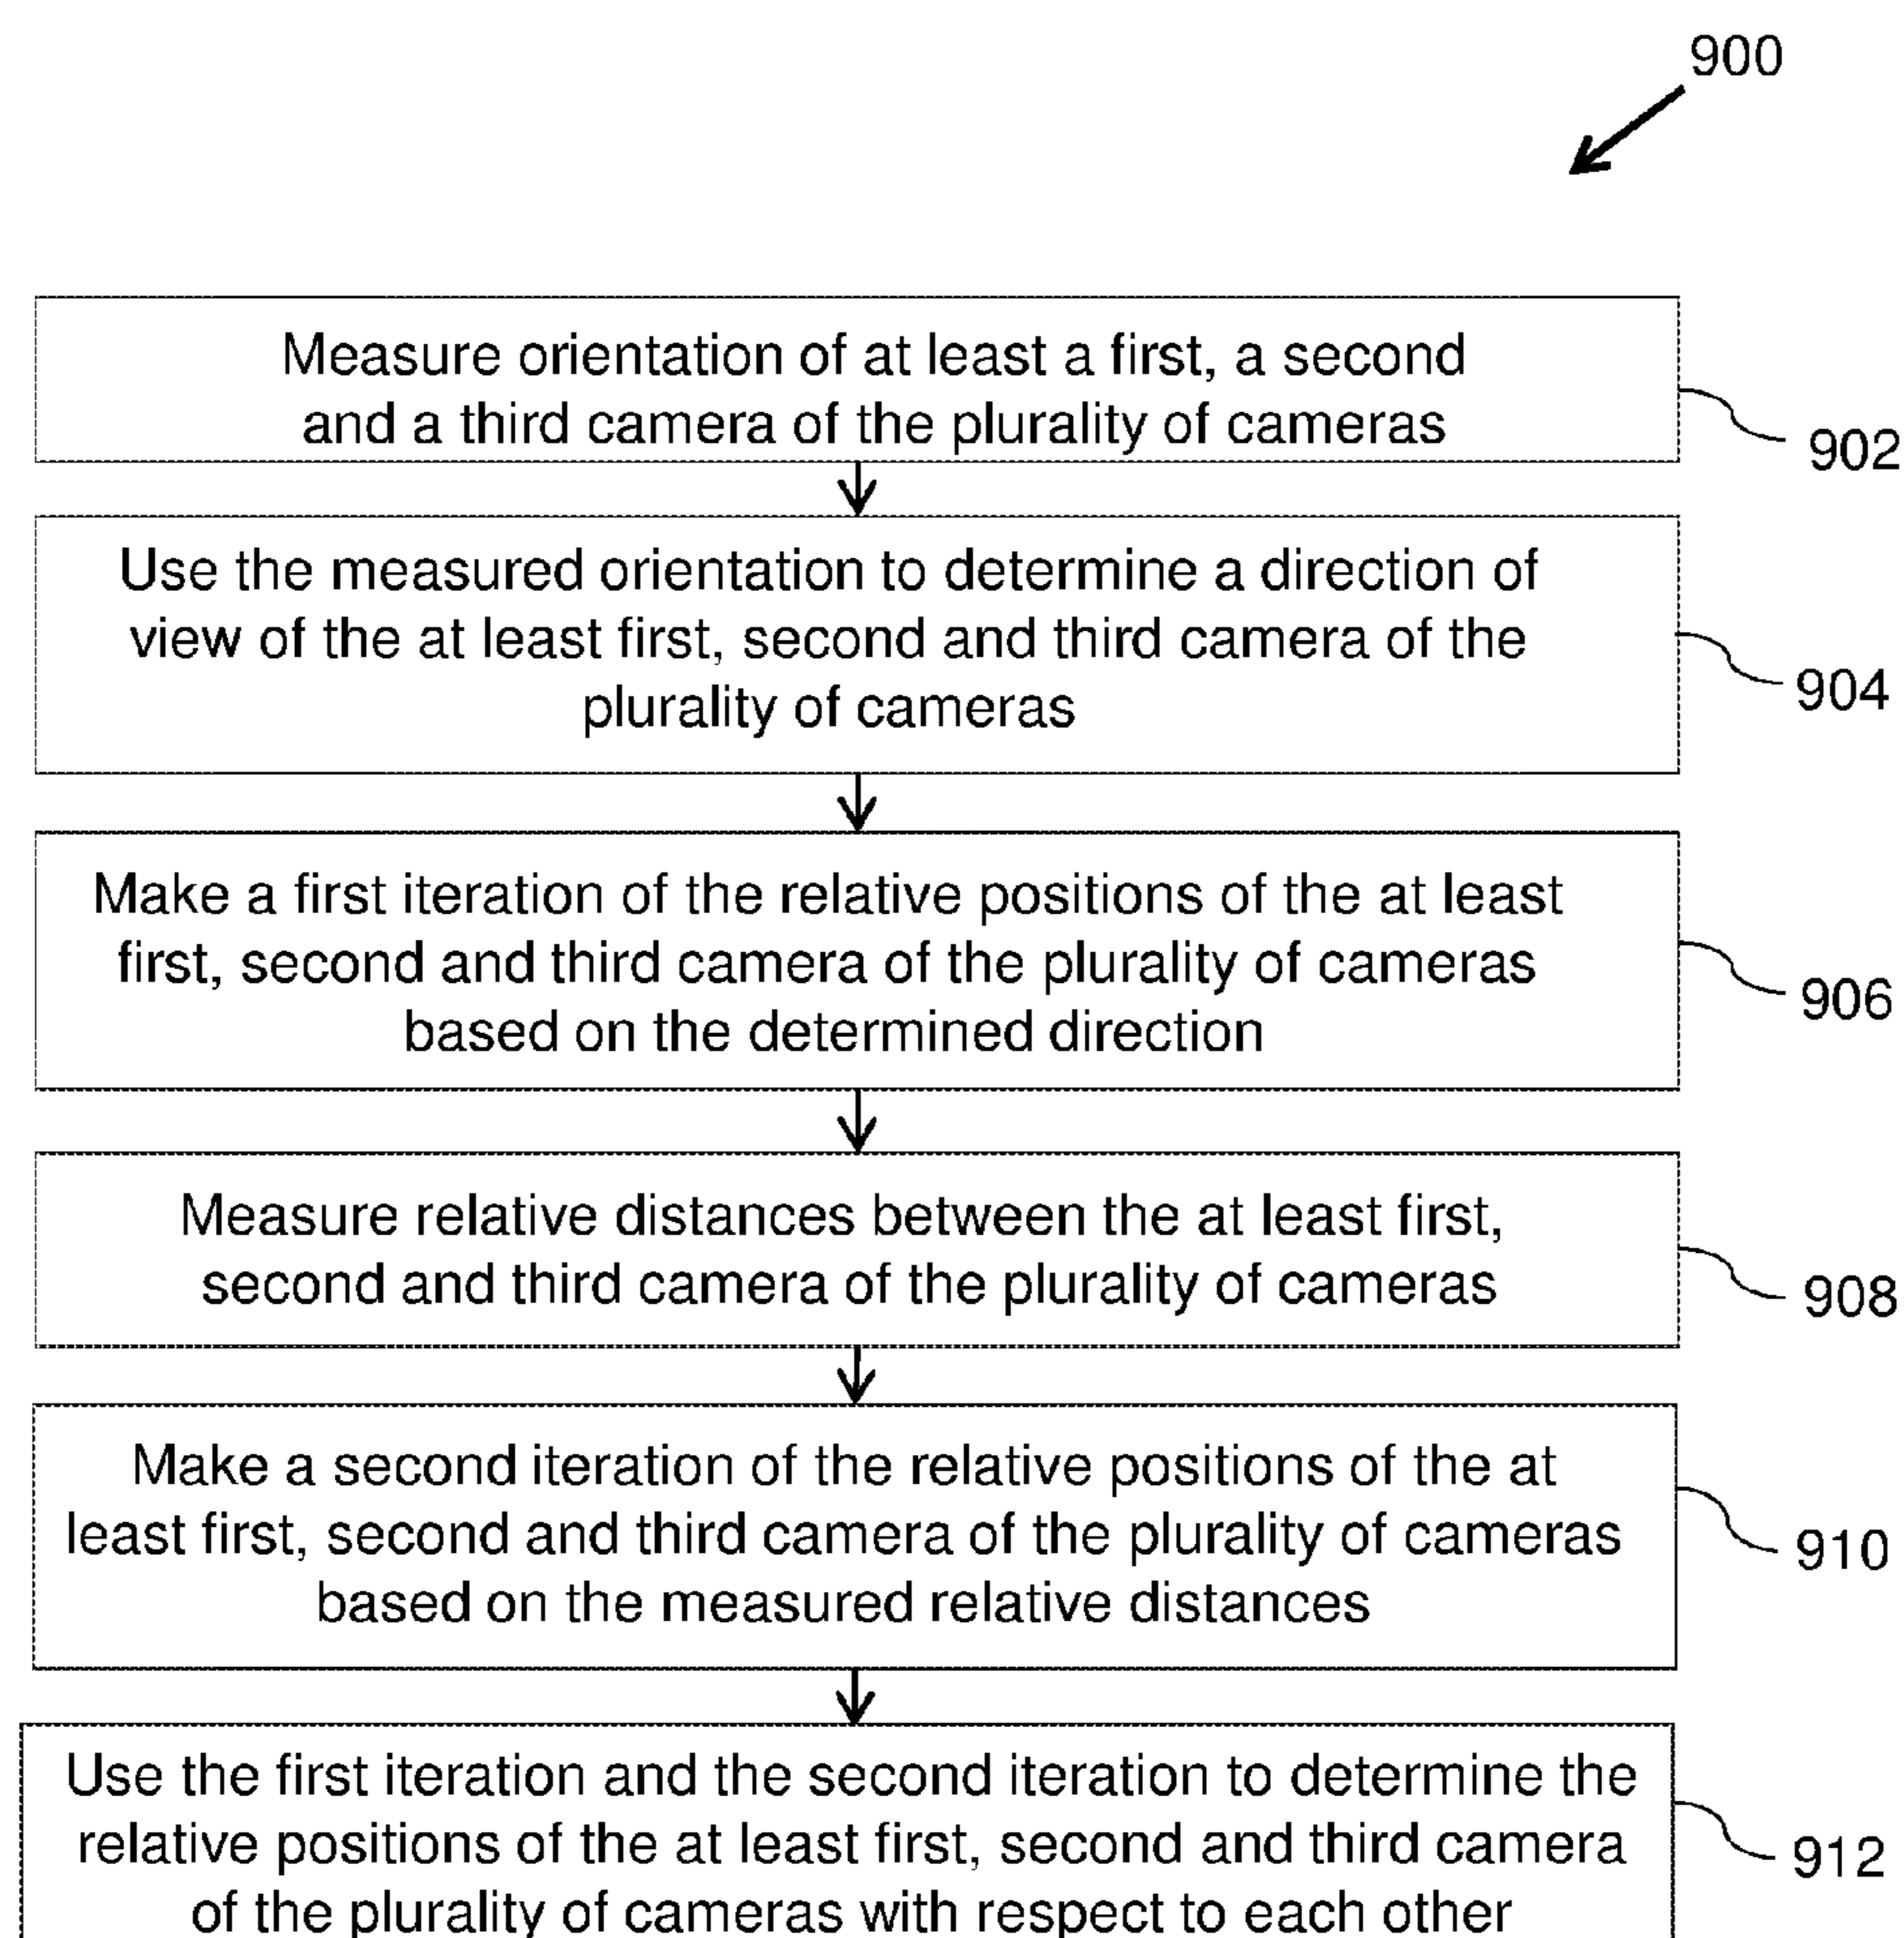 900
Measure orientation of at least a first, a second
and a third camera of the plurality of cameras
902
Use the measured orientation to determine a direction of
view of the at least first, second and third camera of the
plurality of cameras
904
Make a first iteration of the relative positions of the at least
first, second and third camera of the plurality of cameras
based on the determined direction
906
Measure relative distances between the at least first,
second and third camera of the plurality of cameras
908
Make a second iteration of the relative positions of the at
least first, second and third camera of the plurality of cameras
based on the measured relative distances
910
Use the first iteration and the second iteration to determine the
relative positions of the at least first, second and third camera
of the plurality of cameras with respect to each other
912